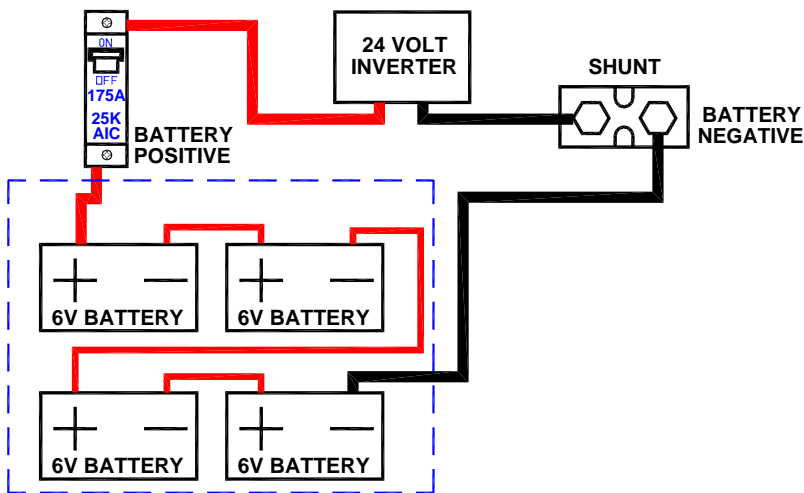 ON
OFF
175A
25K
AIC
BATTERY
POSITIVE
24 VOLT
INVERTER
SHUNT
BATTERY
NEGATIVE
+ −
6V BATTERY
+ −
6V BATTERY
+ −
6V BATTERY
+ −
6V BATTERY